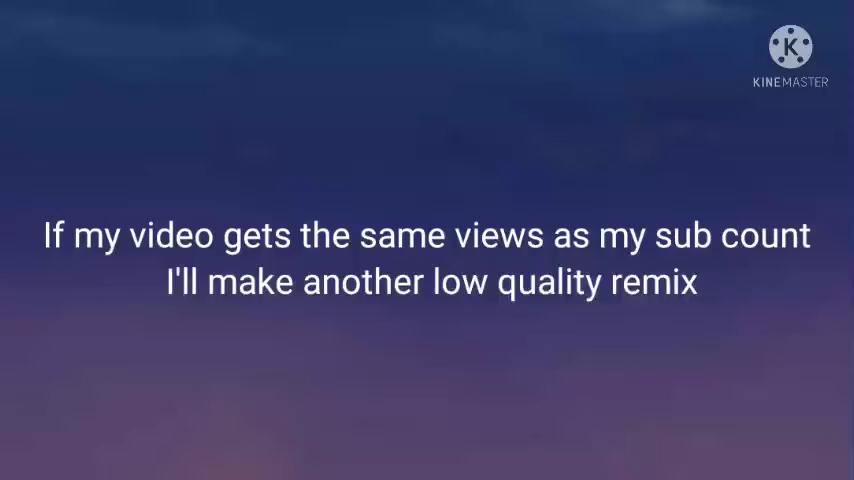 K
KINEMASTER
If my video gets the same views as my sub count
I'll make another low quality remix